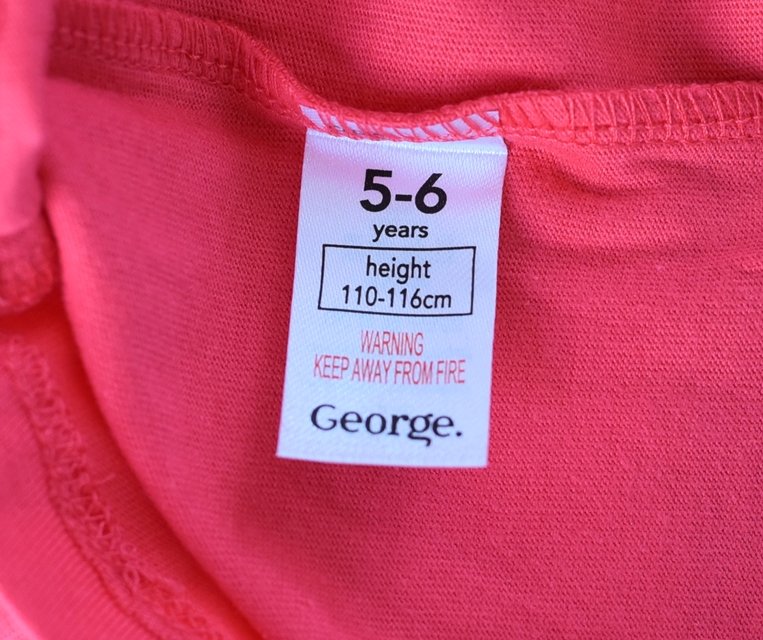 5-6
years
height
110-116cm
WARNING
KEEP AWAY FROM FIRE
George.